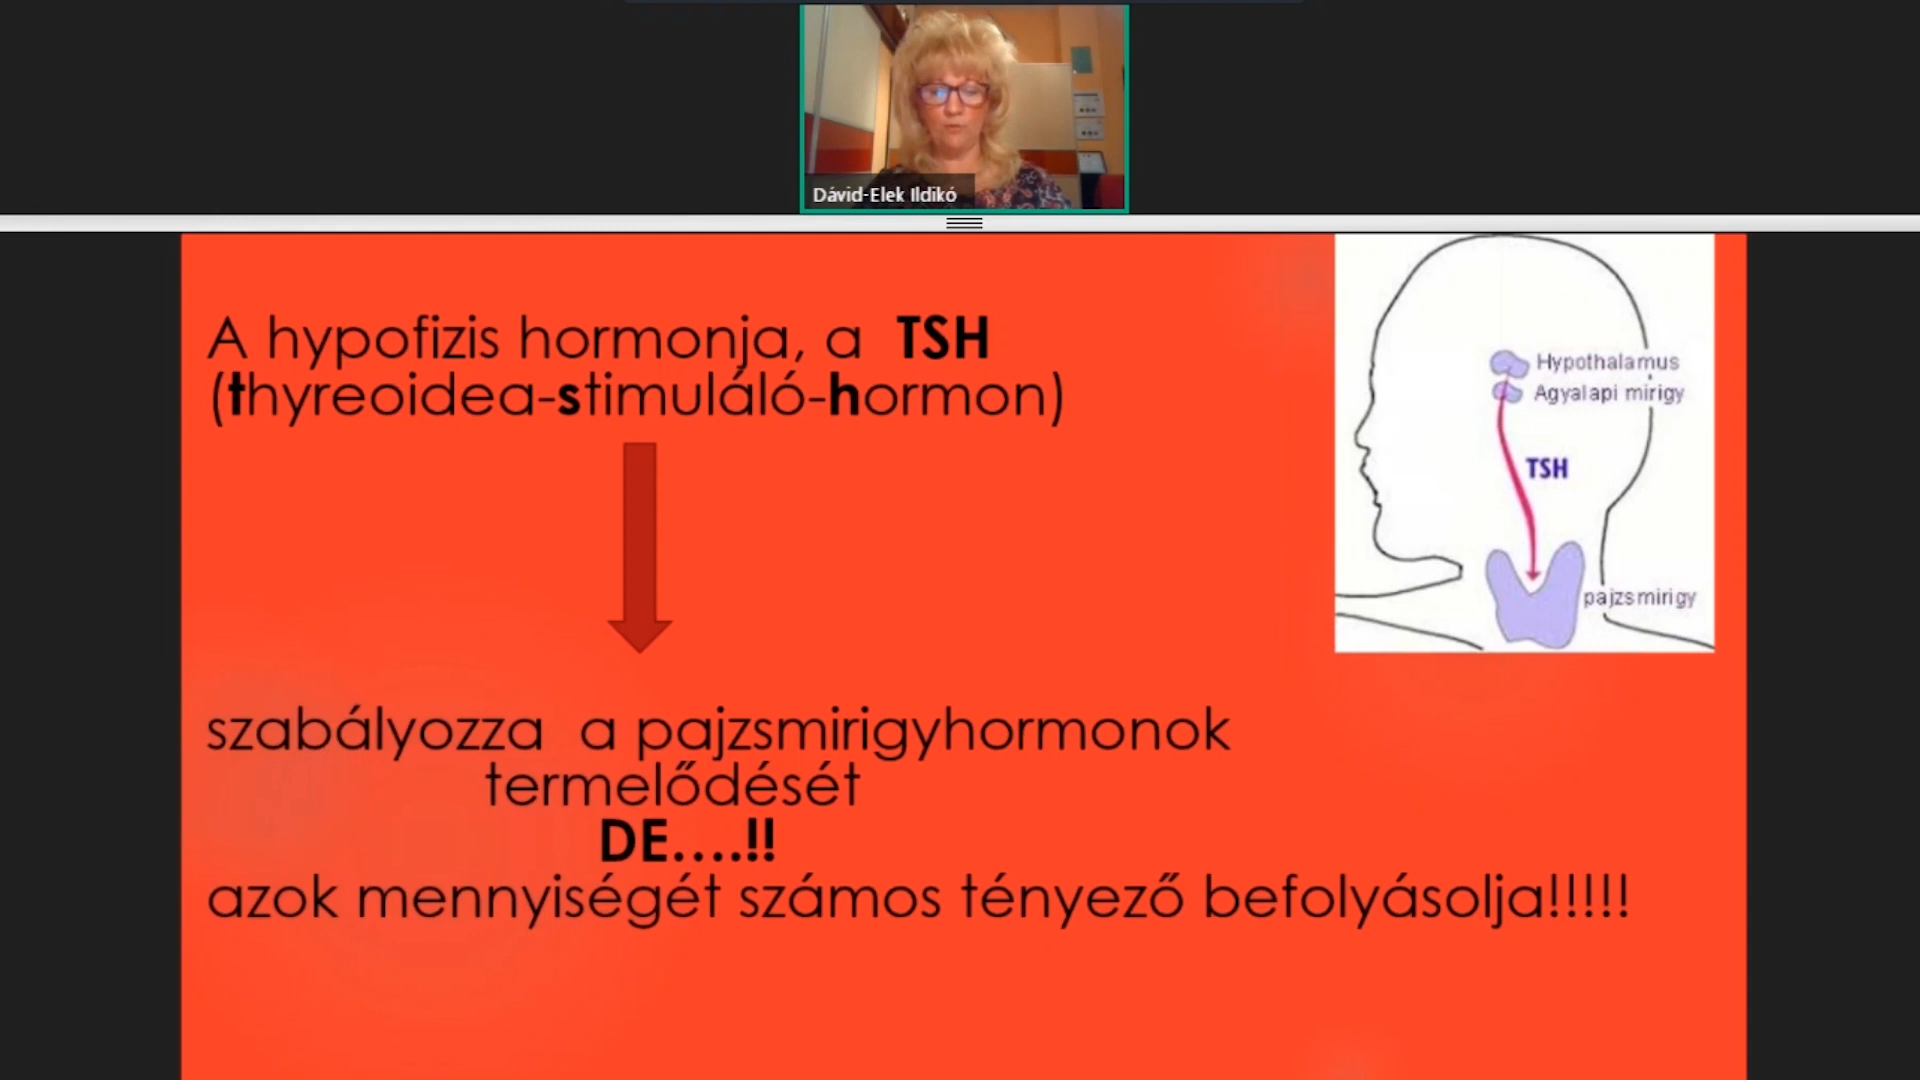 Dávid-Elek Ildikó
A hypofizis hormonja, a TSH
(thyreoidea-stimuláló-hormon)
Hypothalamus
Agyalapi mirigy
TSH
pajzsmirigy
szabályozza a pajzsmirigyhormonok
termelődését
DE....!!
azok mennyiségét számos tényező befolyásolja!!!!!